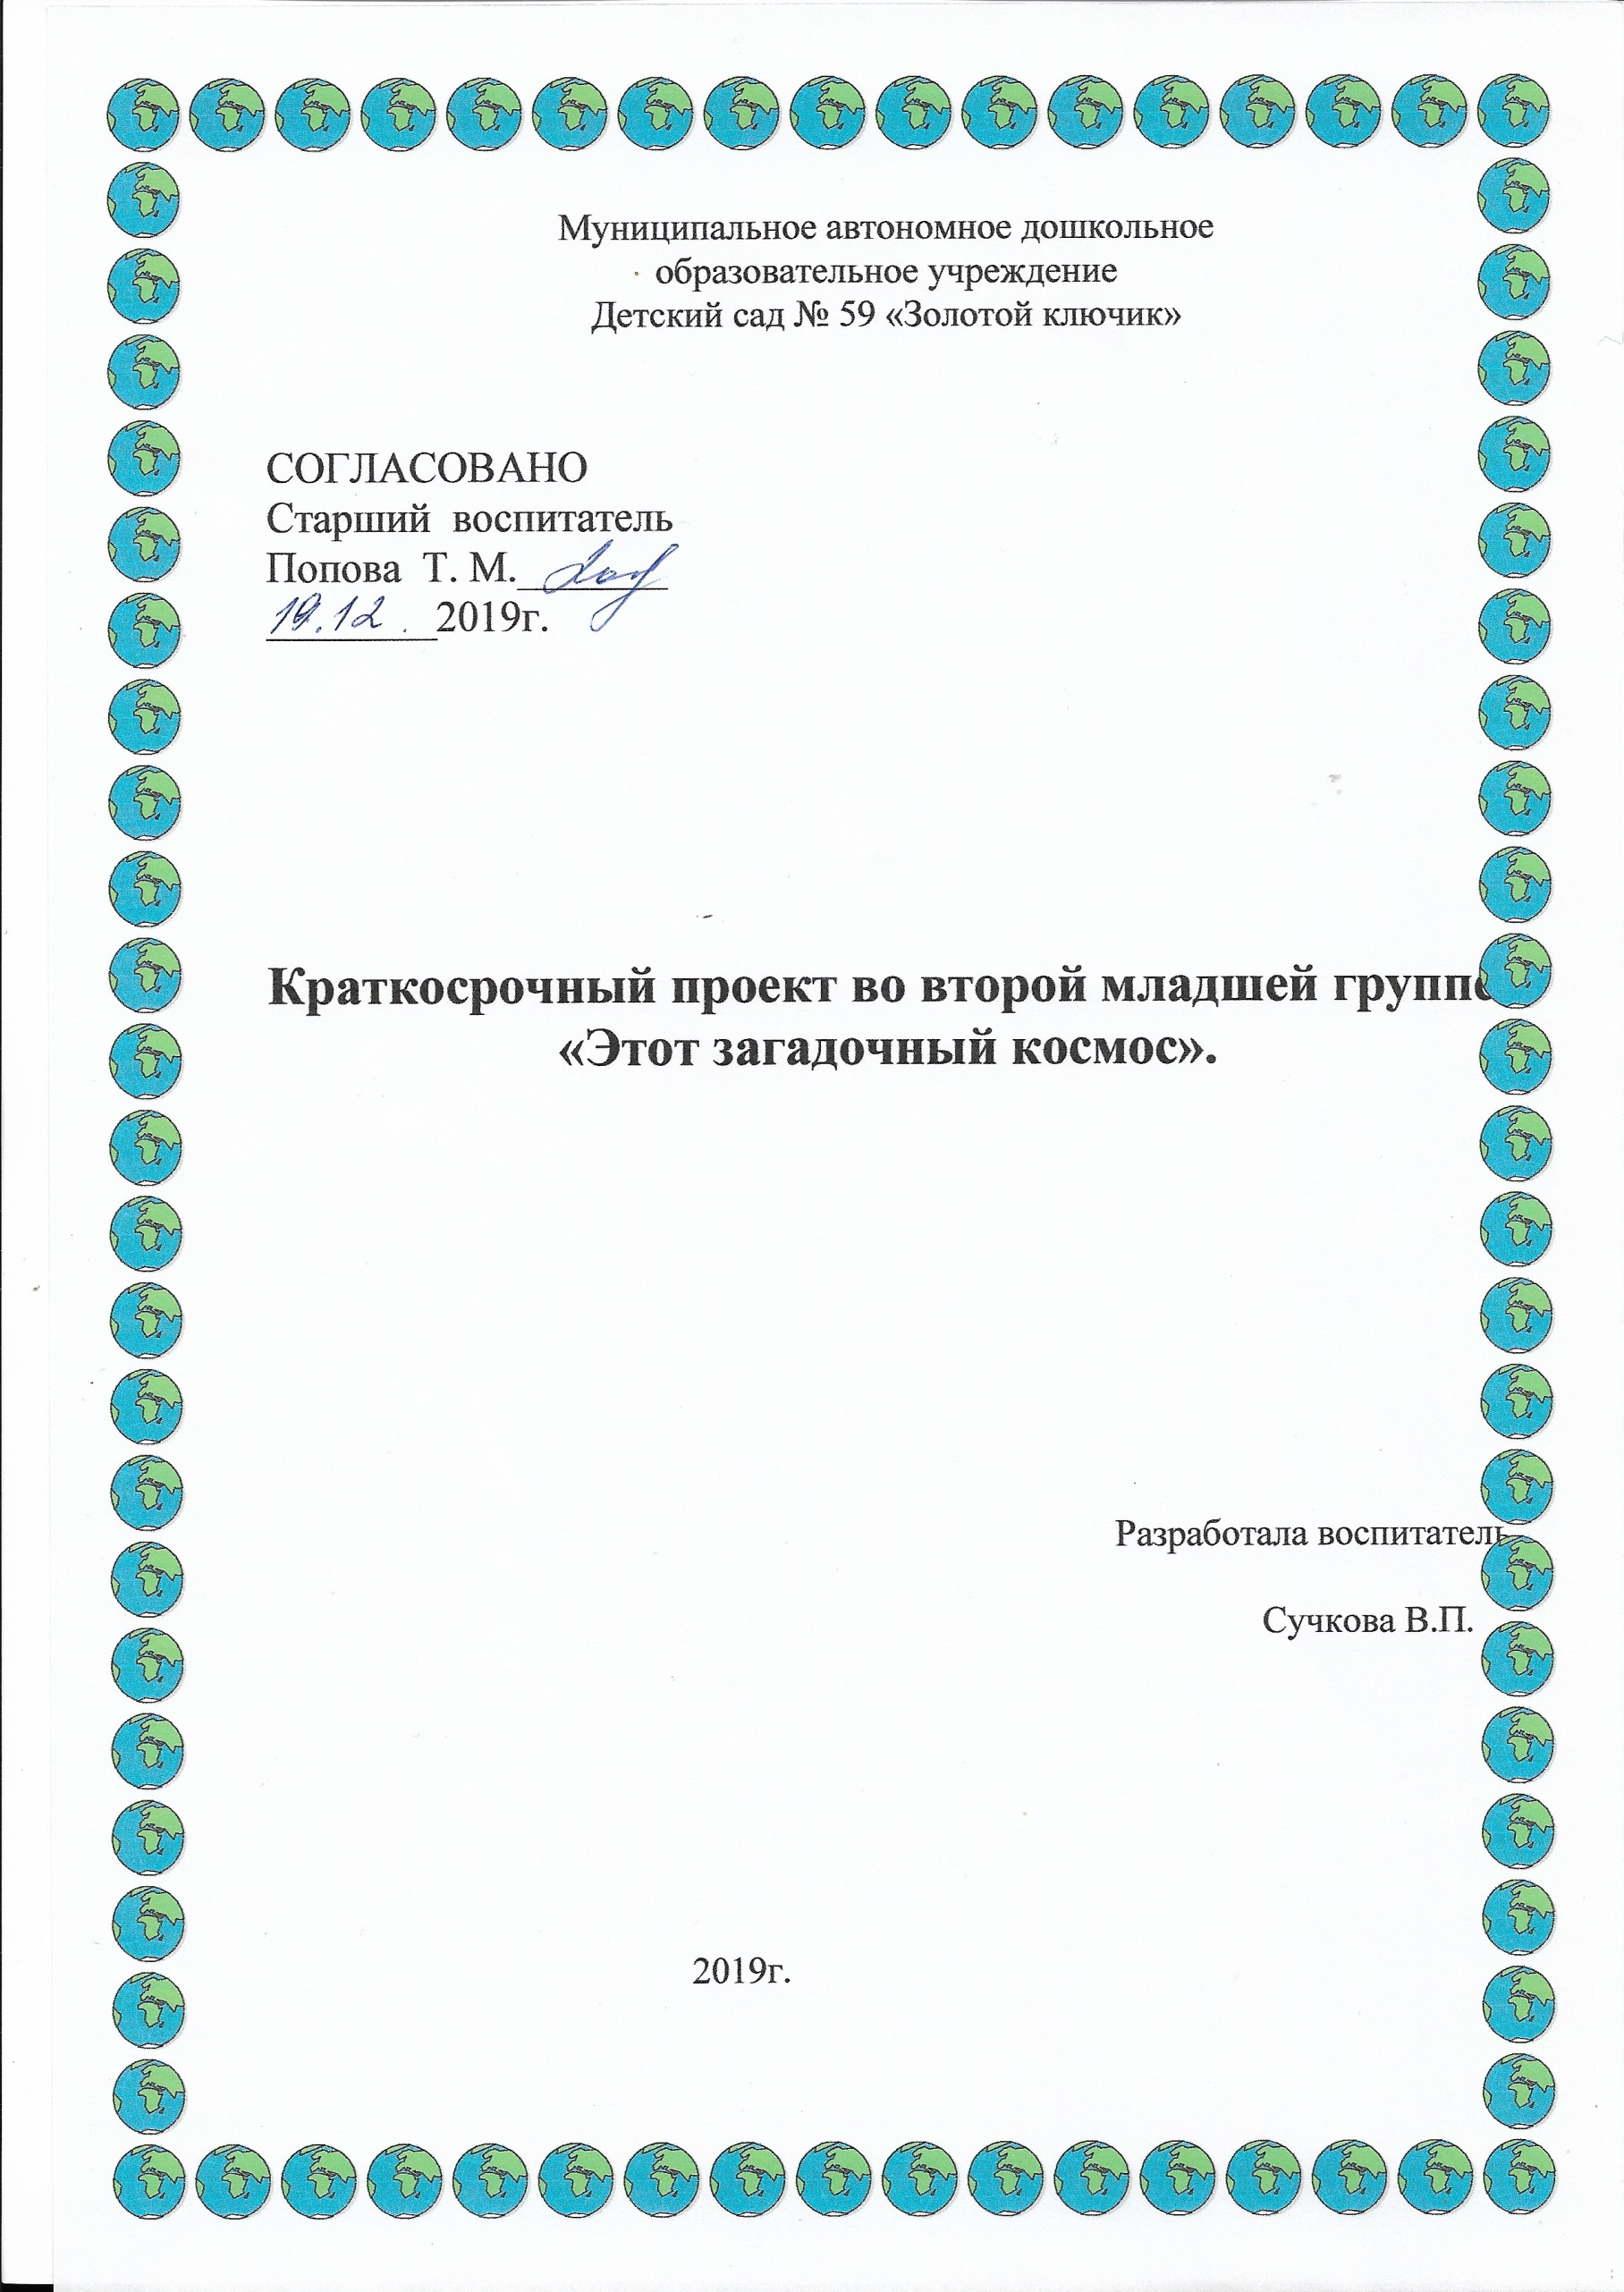 Муниципальное автономное дошкольное
образовательное учреждение
Детский сад № 59 «Золотой ключик»
СОГЛАСОВАНО
Старший воспитатель
Попова Т. М.
19.12. 2019г.
Краткосрочный проект во второй младшей группе
«Этот загадочный космос».
Разработала воспитатель
Сучкова В.П.
2019г.